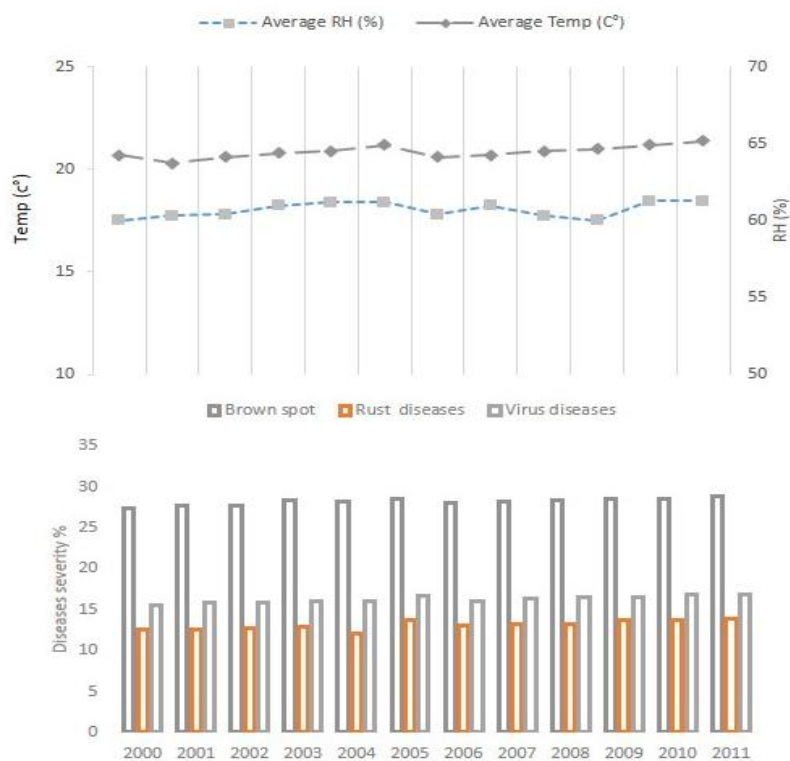 Average RH (%) Average Temp (C°)
25 70
20 65
15 60
55
10 50
Temp (c°)
RH (%)
Brown spot Rust diseases Virus diseases
35
30
25
20
15
10
5
0
Diseases severity %
2000 2001 2002 2003 2004 2005 2006 2007 2008 2009 2010 2011